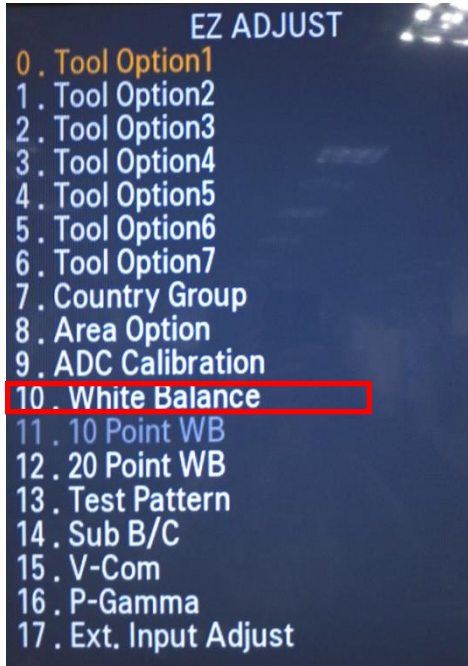 EZ ADJUST
0 . Tool Option1
1 . Tool Option2
2 . Tool Option3
3 . Tool Option4
4 . Tool Option5
5 . Tool Option6
6 . Tool Option7
7 . Country Group
8 . Area Option
9 . ADC Calibration
10 . White Balance
11 . 10 Point WB
12 . 20 Point WB
13 . Test Pattern
14 . Sub B/C
15 . V-Com
16 . P-Gamma
17 . Ext. Input Adjust